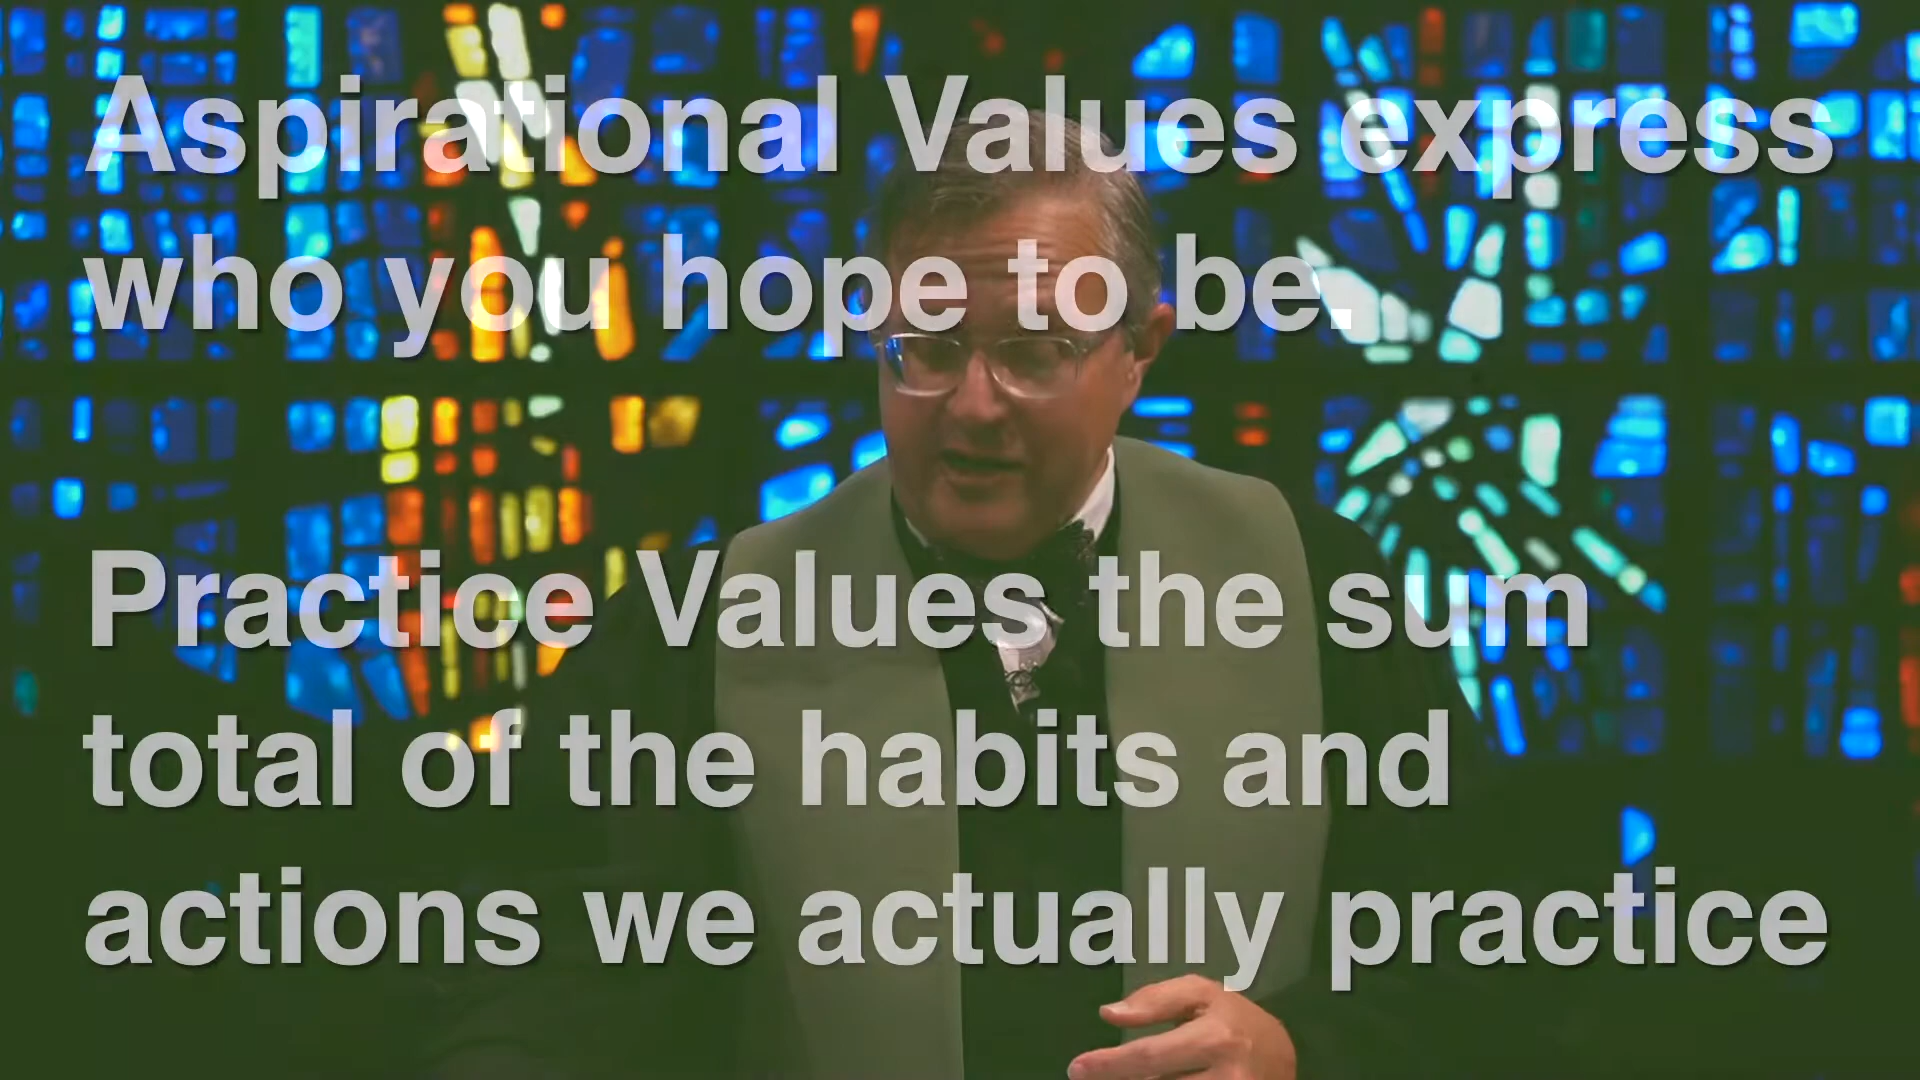 Aspirational Values express
who you hope to be.
Practice Values the sum
total of the habits and
actions we actually practice